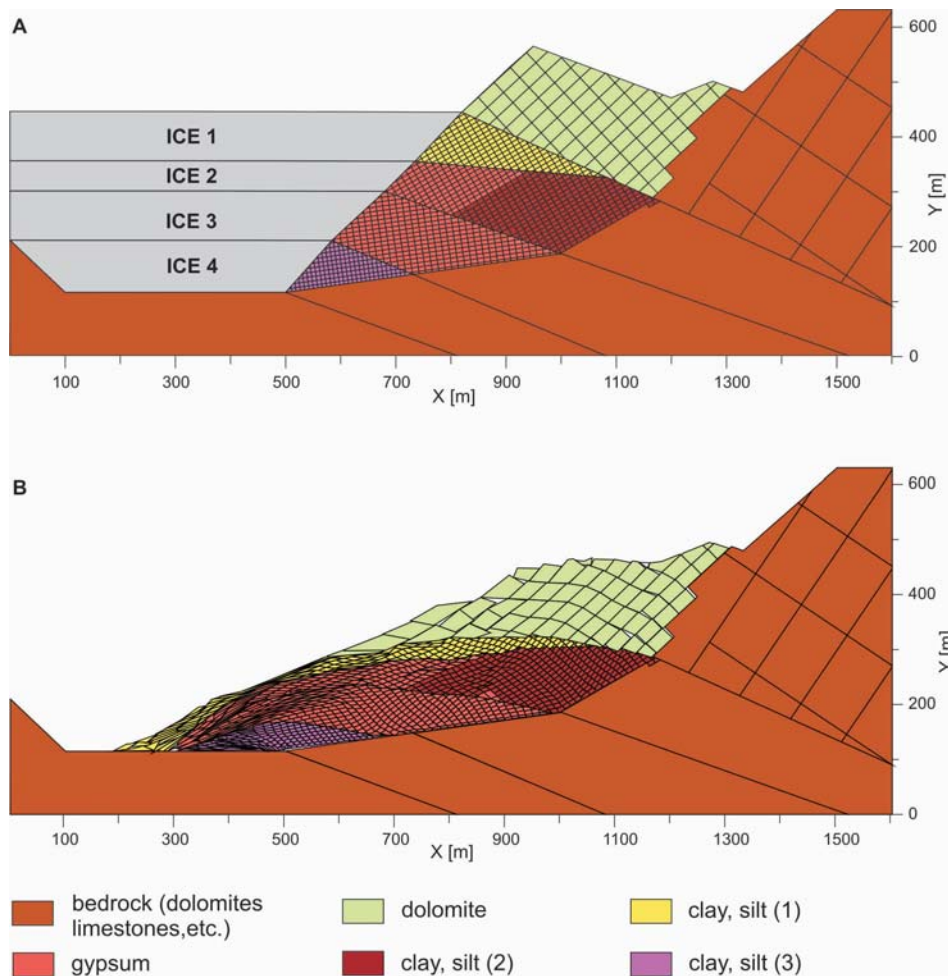 A
ICE 1
ICE 2
ICE 3
ICE 4
600
400
200
0
Y [m]
100 300 500 700 900 1100 1300 1500
X [m]
B
600
400
200
0
Y [m]
100 300 500 700 900 1100 1300 1500
X [m]
bedrock (dolomites
limestones,etc.)
dolomite
clay, silt (1)
gypsum
clay, silt (2)
clay, silt (3)